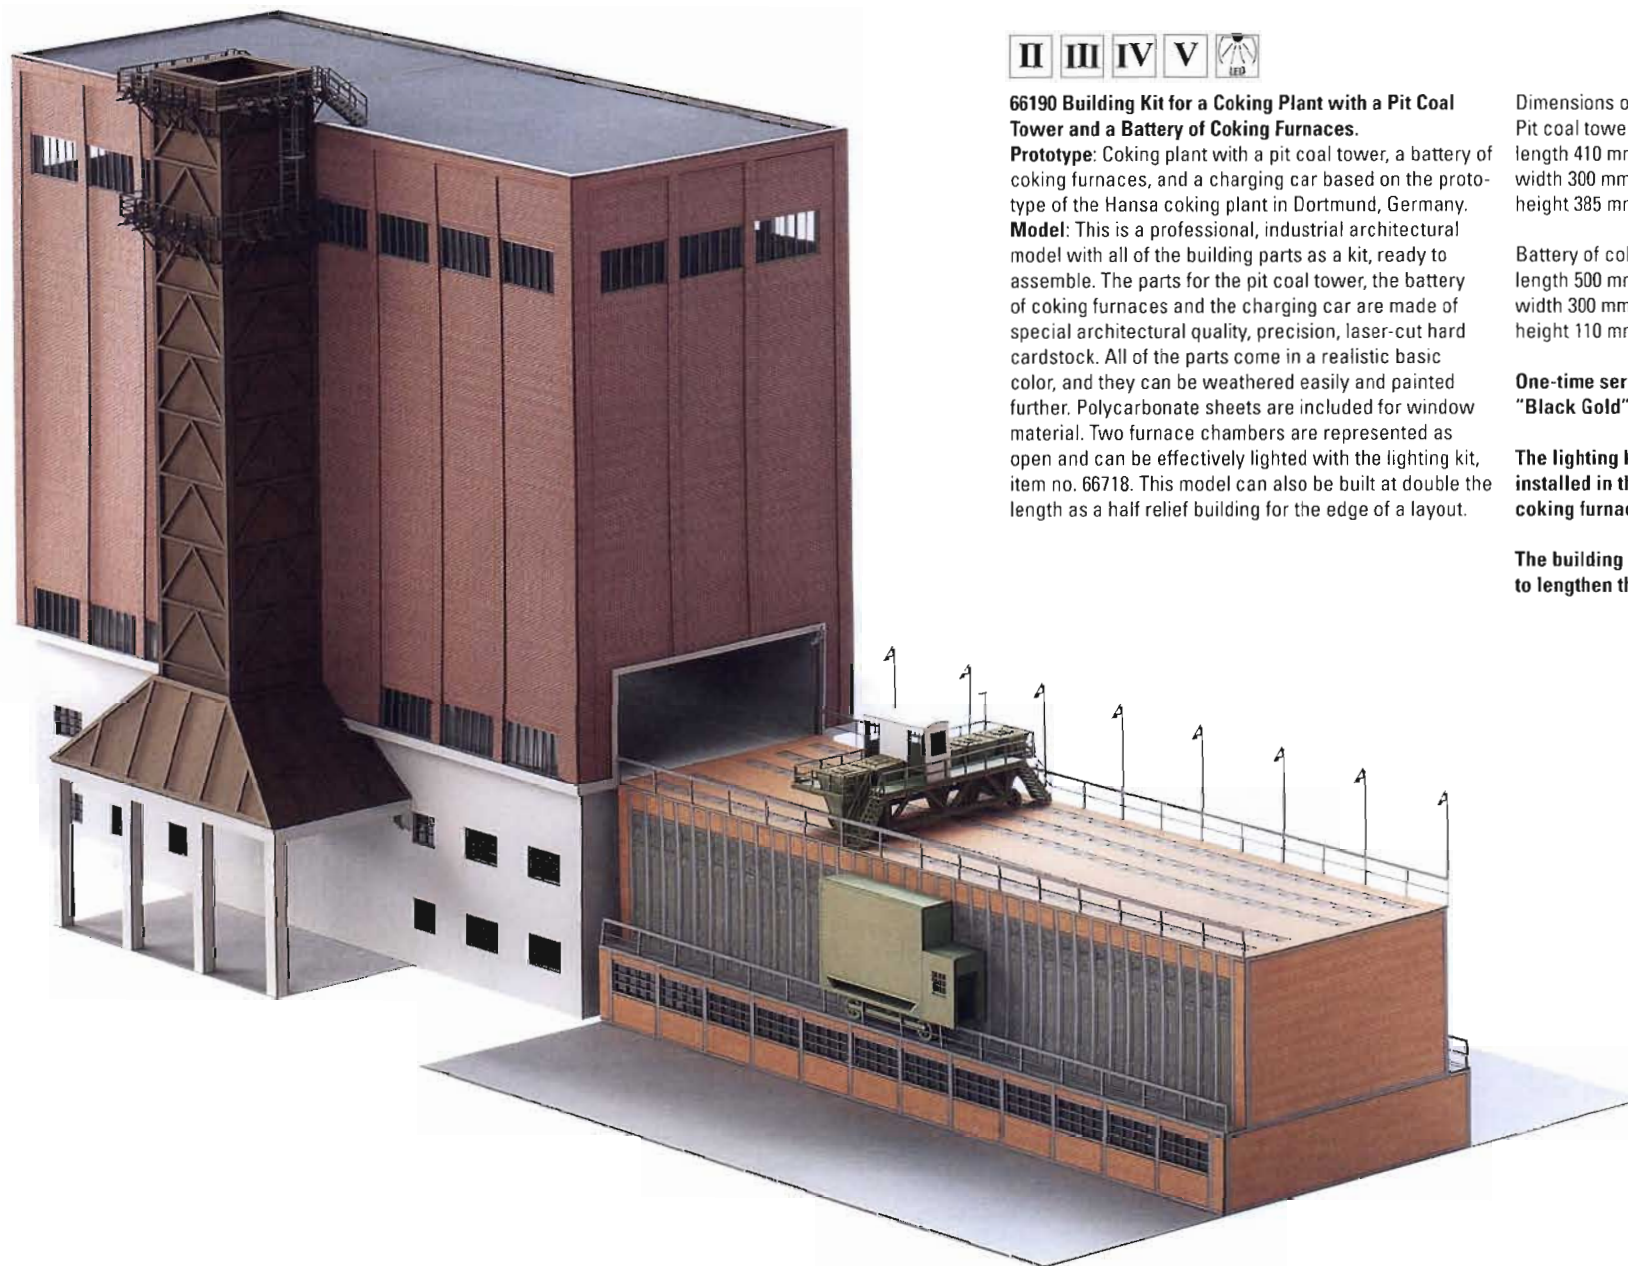 II III IV V LED
66190 Building Kit for a Coking Plant with a Pit Coal
Tower and a Battery of Coking Furnaces.
Prototype: Coking plant with a pit coal tower, a battery of
coking furnaces, and a charging car based on the proto-
type of the Hansa coking plant in Dortmund, Germany.
Model: This is a professional, industrial architectural
model with all of the building parts as a kit, ready to
assemble. The parts for the pit coal tower, the battery
of coking furnaces and the charging car are made of
special architectural quality, precision, laser-cut hard
cardstock. All of the parts come in a realistic basic
color, and they can be weathered easily and painted
further. Polycarbonate sheets are included for window
material. Two furnace chambers are represented as
open and can be effectively lighted with the lighting kit,
item no. 66718. This model can also be built at double the
length as a half relief building for the edge of a layout.
Dimensions
Pit coal
length 410
width 300
height 385
Battery of
length 500
width 300
height 110
One-time
"Black Gold"
The lighting
installed in
coking
The building
to lengthen